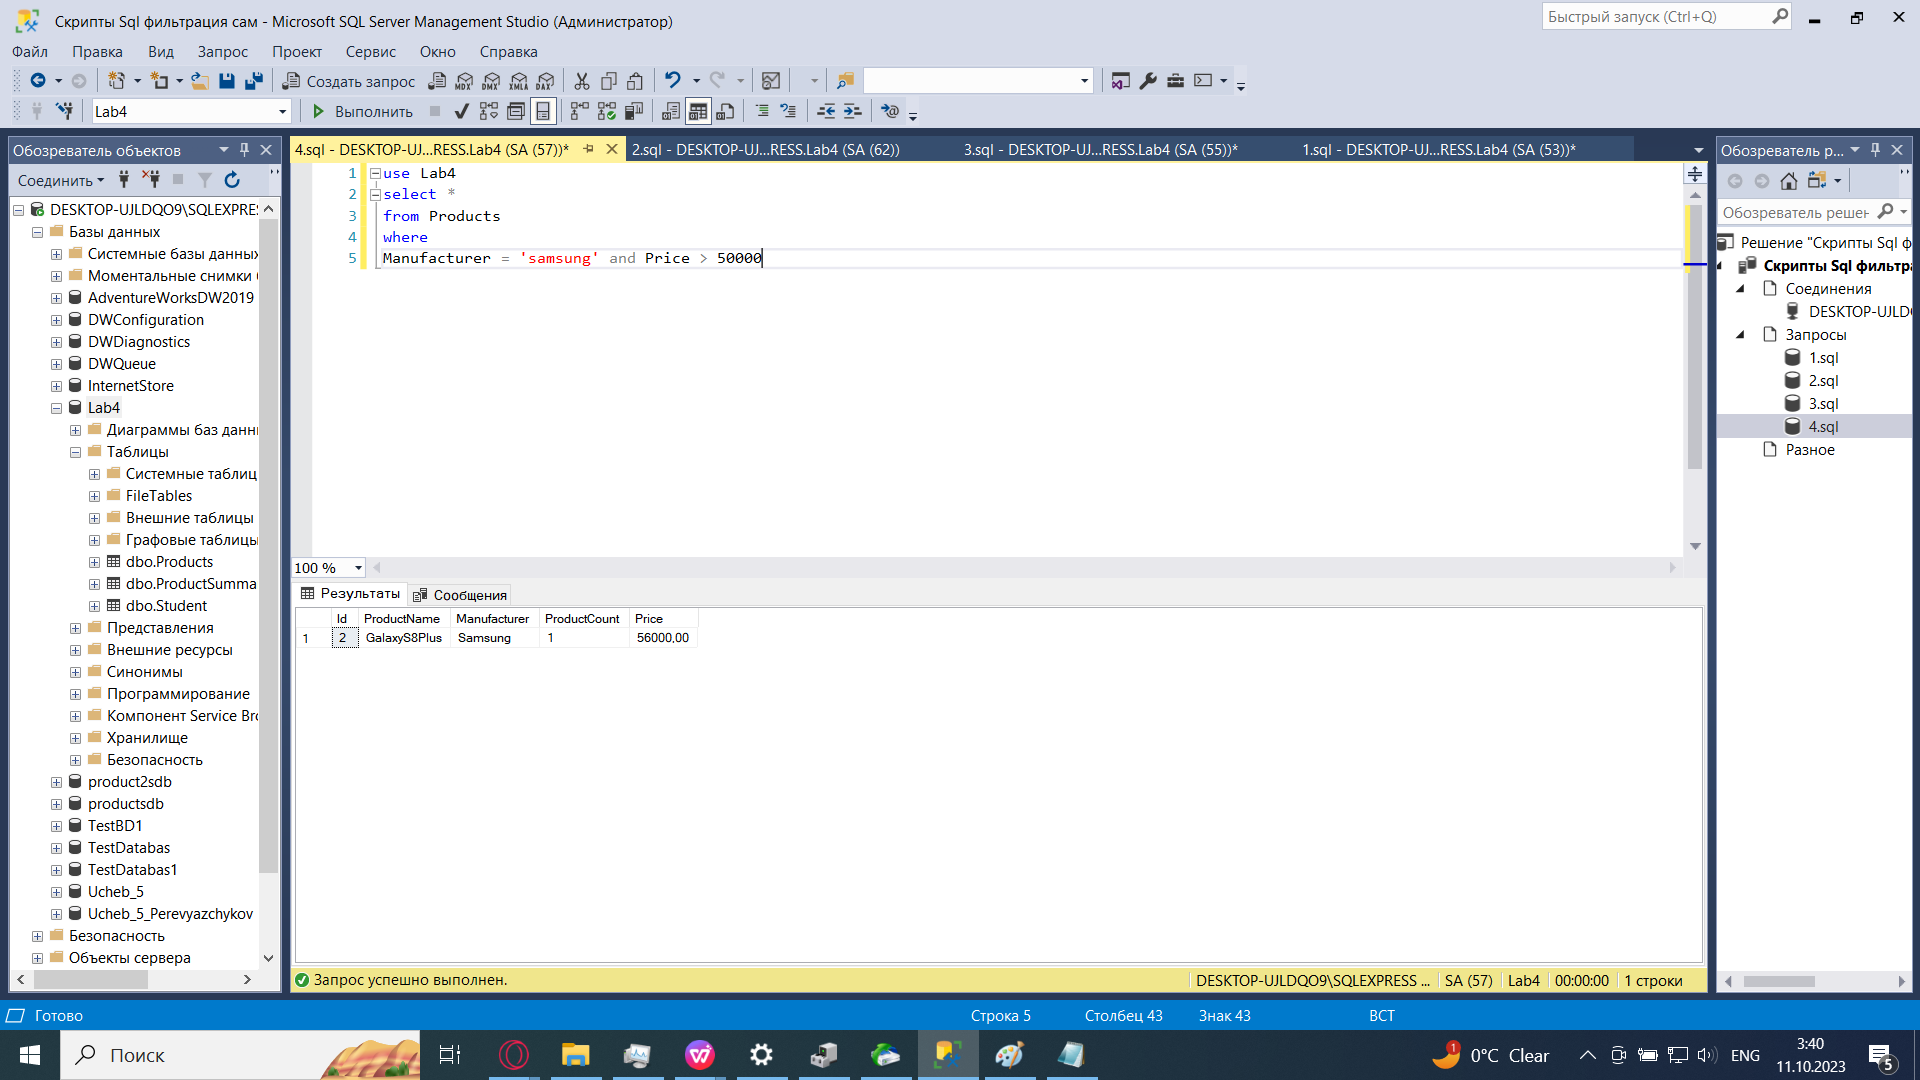 Скрипты Sql фильтрация сам - Microsoft SQL Server Management Studio (Администратор)
Быстрый запуск (Ctrl+Q)
Файл Правка Вид Запрос Проект Сервис Окно Справка
Создать запрос
MDX DMX XMLA DAX
Lab4
Выполнить
Обозреватель объектов
4.sql - DESKTOP-UJ...RESS.Lab4 (SA (57))*
2.sql - DESKTOP-UJ...RESS.Lab4 (SA (62))
3.sql - DESKTOP-UJ...RESS.Lab4 (SA (55))*
1.sql - DESKTOP-UJ...RESS.Lab4 (SA (53))*
Обозреватель р...
Соединить
DESKTOP-UJLDQO9\SQLEXPRE
Базы данных
Системные базы данных
Моментальные снимки
AdventureWorksDW2019
DWConfiguration
DWDiagnostics
DWQueue
InternetStore
Lab4
Диаграммы баз данн
Таблицы
Системные таблиц
FileTables
Внешние таблицы
Графовые таблицы
dbo.Products
dbo.ProductSumma
dbo.Student
Представления
Внешние ресурсы
Синонимы
Программирование
Компонент Service Br
Хранилище
Безопасность
product2sdb
productsdb
TestBD1
TestDatabas
TestDatabas1
Ucheb_5
Ucheb_5_Perevyazchykov
Безопасность
Объекты сервера
1 use Lab4
2 select *
3 from Products
4 where
5 Manufacturer = 'samsung' and Price > 50000
100 %
Результаты Сообщения
Id ProductName Manufacturer ProductCount Price
1 2 GalaxyS8Plus Samsung 1 56000,00
Запрос успешно выполнен.
DESKTOP-UJLDQO9\SQLEXPRESS ... SA (57) Lab4 00:00:00 1 строки
Обозреватель решен
Решение "Скрипты Sql ф
Скрипты Sql фильтра
Соединения
DESKTOP-UJLD
Запросы
1.sql
2.sql
3.sql
4.sql
Разное
Готово
Строка 5 Столбец 43 Знак 43 ВСТ
Поиск
1
0°C Clear
ENG
3:40
11.10.2023
5